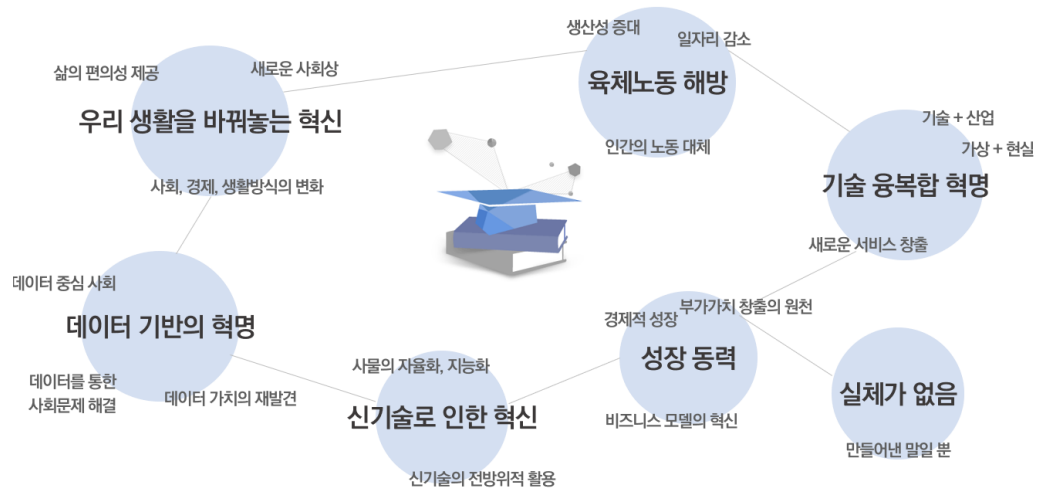 생산성 증대
일자리 감소
육체노동 해방
인간의 노동 대체
삶의 편의성 제공
새로운 사회상
우리 생활을 바꿔놓는 혁신
사회, 경제, 생활방식의 변화
기술 + 산업
가상 + 현실
기술 융복합 혁명
새로운 서비스 창출
데이터 중심 사회
데이터 기반의 혁명
데이터를 통한
사회문제 해결
데이터 가치의 재발견
사물의 자율화, 지능화
신기술로 인한 혁신
신기술의 전방위적 활용
경제적 성장
부가가치 창출의 원천
성장 동력
비즈니스 모델의 혁신
실체가 없음
만들어낸 말일 뿐